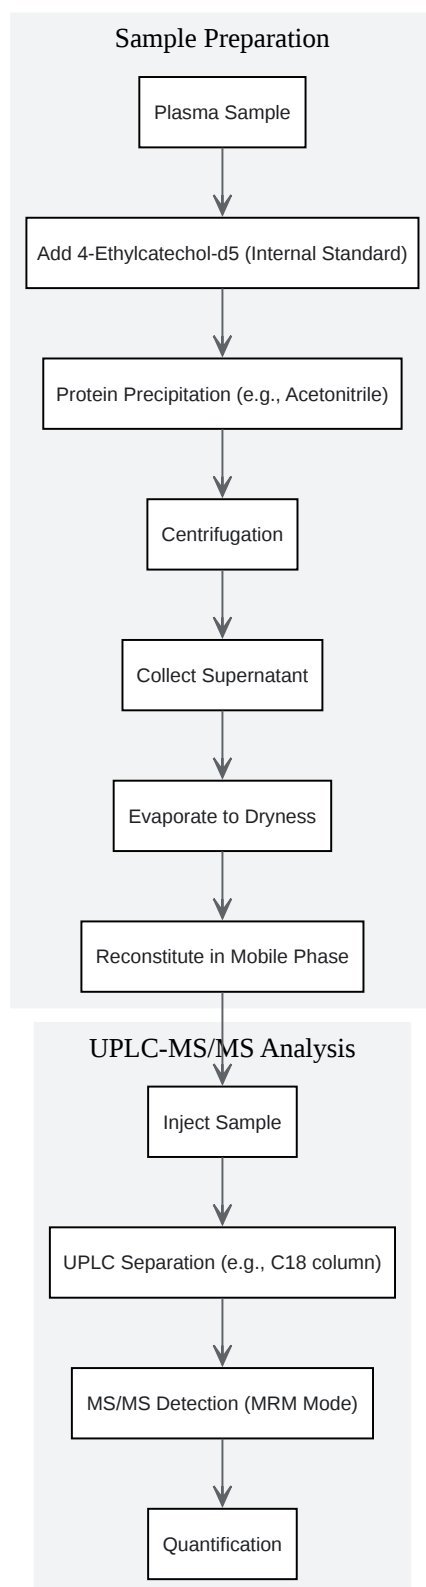 Sample Preparation
Plasma Sample
Add 4-Ethylcatechol-d5 (Internal Standard)
Protein Precipitation (e.g., Acetonitrile)
Centrifugation
Collect Supernatant
Evaporate to Dryness
Reconstitute in Mobile Phase
UPLC-MS/MS Analysis
Inject Sample
UPLC Separation (e.g., C18 column)
MS/MS Detection (MRM Mode)
Quantification